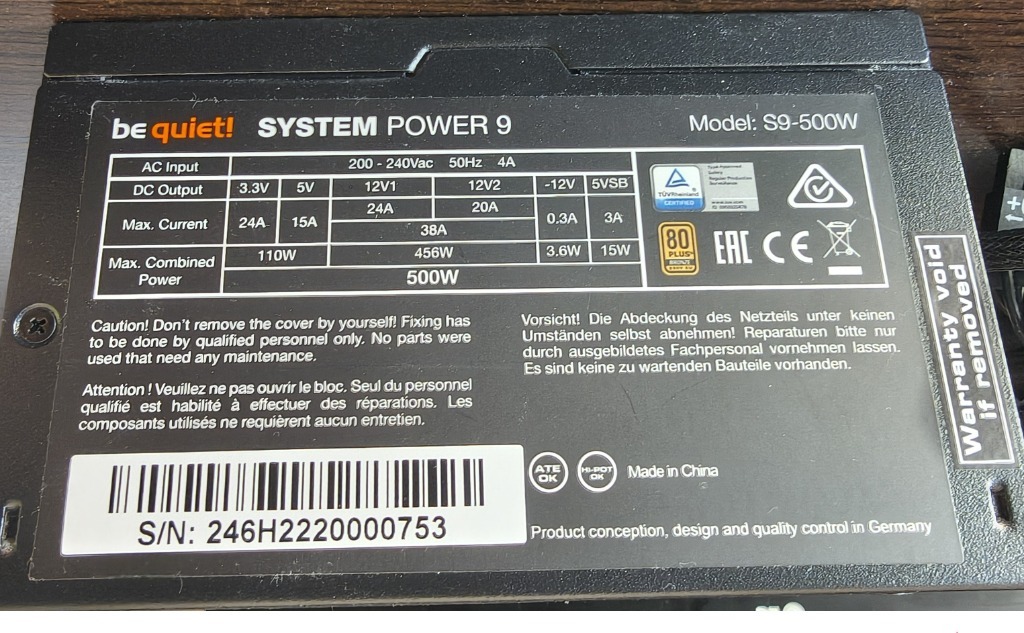 be quiet! SYSTEM POWER 9
Model: S9-500W
AC Input 200 - 240Vac 50Hz 4A
DC Output 3.3V 5V 12V1 12V2 -12V 5VSB
Max. Current 24A 15A 24A 20A 0.3A 3A
38A
Max. Combined Power 110W 456W 3.6W 15W
500W
TÜVRheinland
CERTIFIED
80
PLUS
BRONZE
EAC CE
Caution! Don't remove the cover by yourself! Fixing has
to be done by qualified personnel only. No parts were
used that need any maintenance.
Attention ! Veuillez ne pas ouvrir le bloc. Seul du personnel
qualifié est habilité à effectuer des réparations. Les
composants utilisés ne requièrent aucun entretien.
Vorsicht! Die Abdeckung des Netzteils unter keinen
Umständen selbst abnehmen! Reparaturen bitte nur
durch ausgebildetes Fachpersonal vornehmen lassen.
Es sind keine zu wartenden Bauteile vorhanden.
Warranty void
if removed
S/N: 246H2220000753
ATE
OK
HI-POT
OK
Made in China
Product conception, design and quality control in Germany